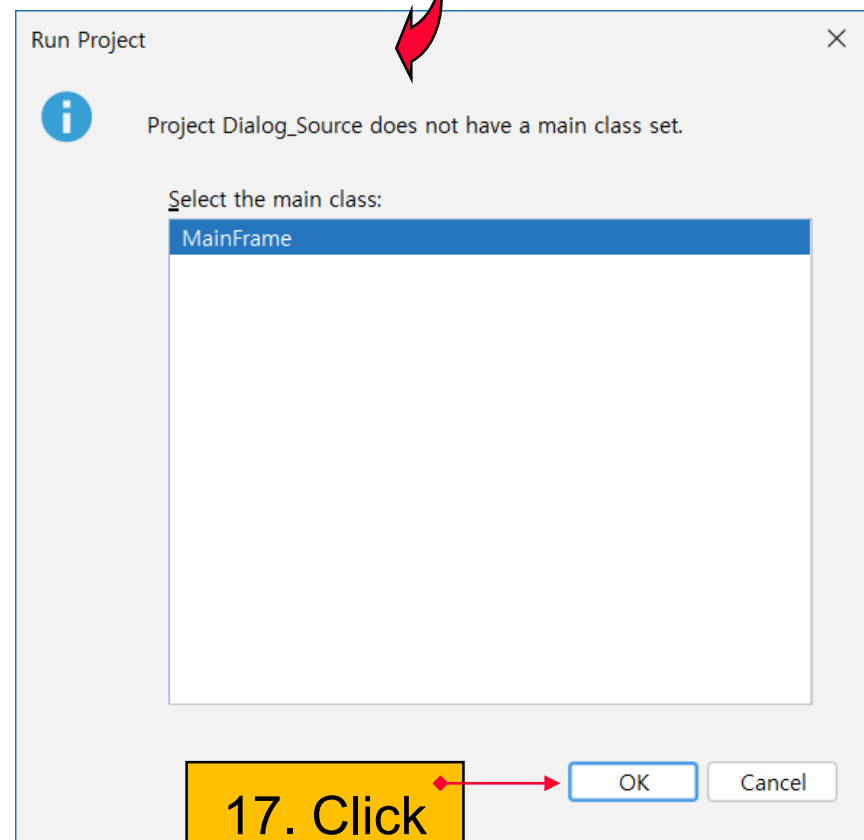 Run Project
Project Dialog_Source does not have a main class set.
Select the main class:
MainFrame
OK Cancel
17. Click